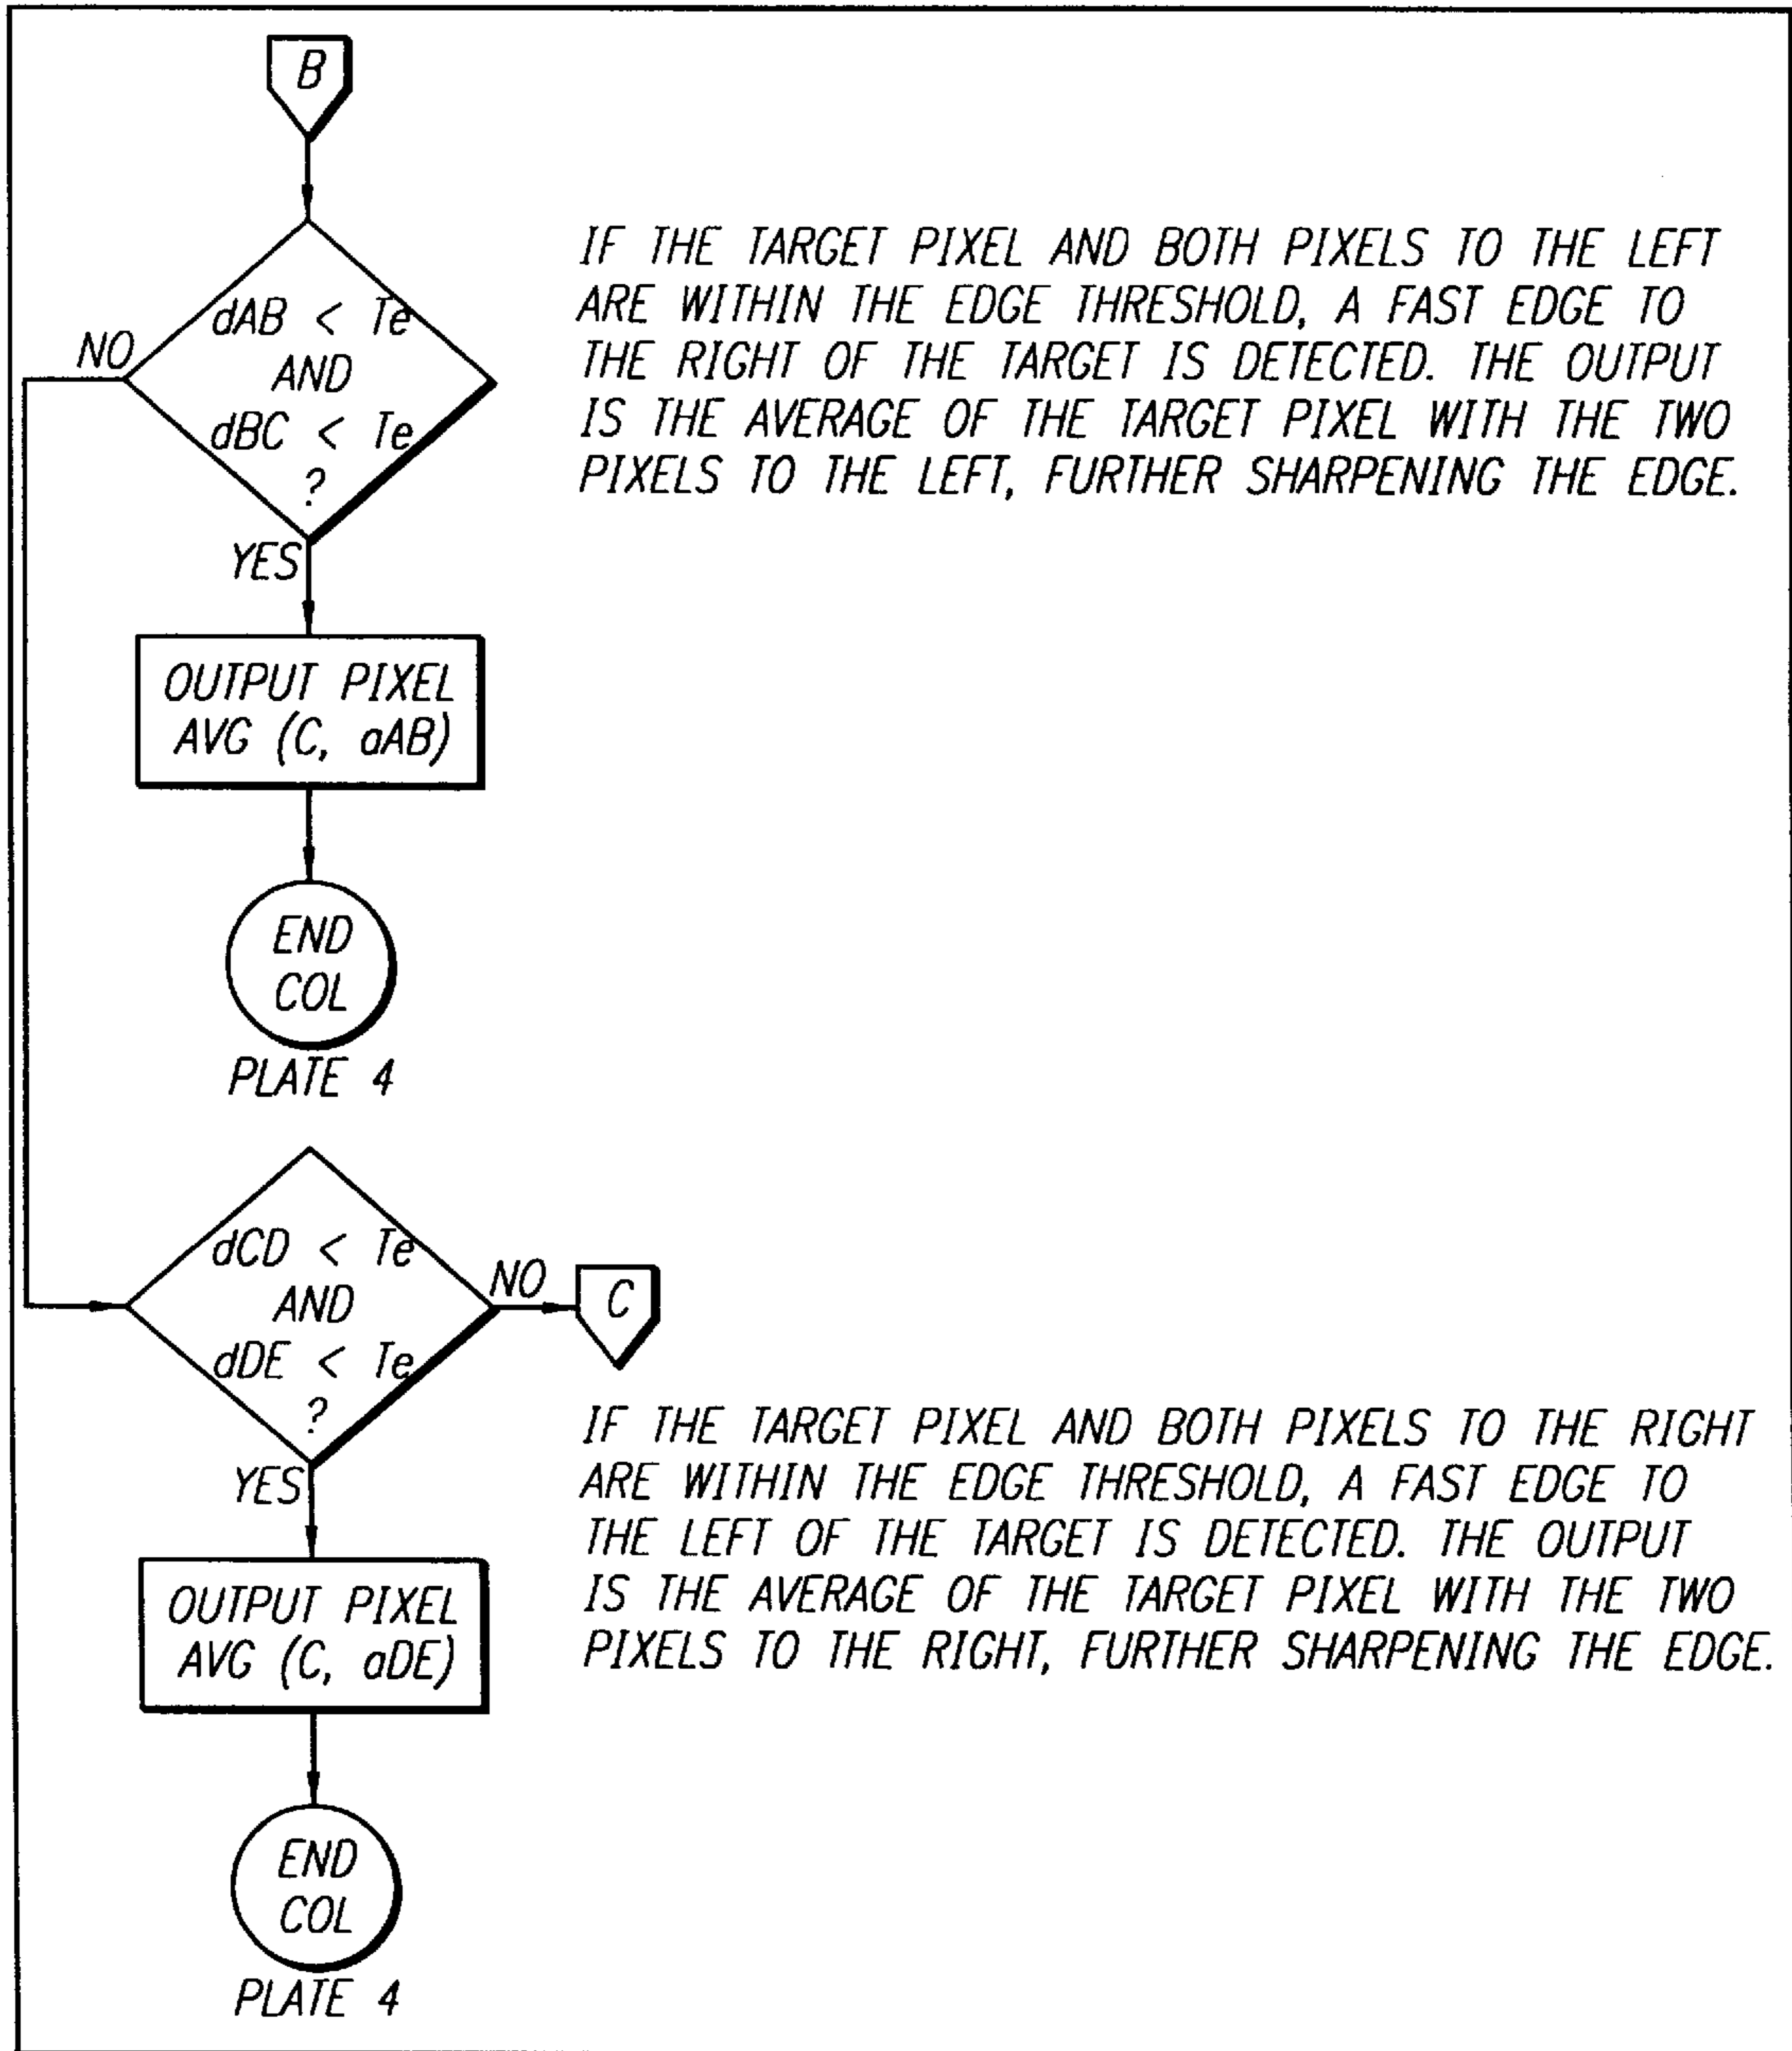 B
dAB < Te
AND
dBC < Te
?
NO
YES
IF THE TARGET PIXEL AND BOTH PIXELS TO THE LEFT
ARE WITHIN THE EDGE THRESHOLD, A FAST EDGE TO
THE RIGHT OF THE TARGET IS DETECTED. THE OUTPUT
IS THE AVERAGE OF THE TARGET PIXEL WITH THE TWO
PIXELS TO THE LEFT, FURTHER SHARPENING THE EDGE.
OUTPUT PIXEL
AVG (C, aAB)
END
COL
PLATE 4
dCD < Te
AND
dDE < Te
?
NO
C
YES
IF THE TARGET PIXEL AND BOTH PIXELS TO THE RIGHT
ARE WITHIN THE EDGE THRESHOLD, A FAST EDGE TO
THE LEFT OF THE TARGET IS DETECTED. THE OUTPUT
IS THE AVERAGE OF THE TARGET PIXEL WITH THE TWO
PIXELS TO THE RIGHT, FURTHER SHARPENING THE EDGE.
OUTPUT PIXEL
AVG (C, aDE)
END
COL
PLATE 4